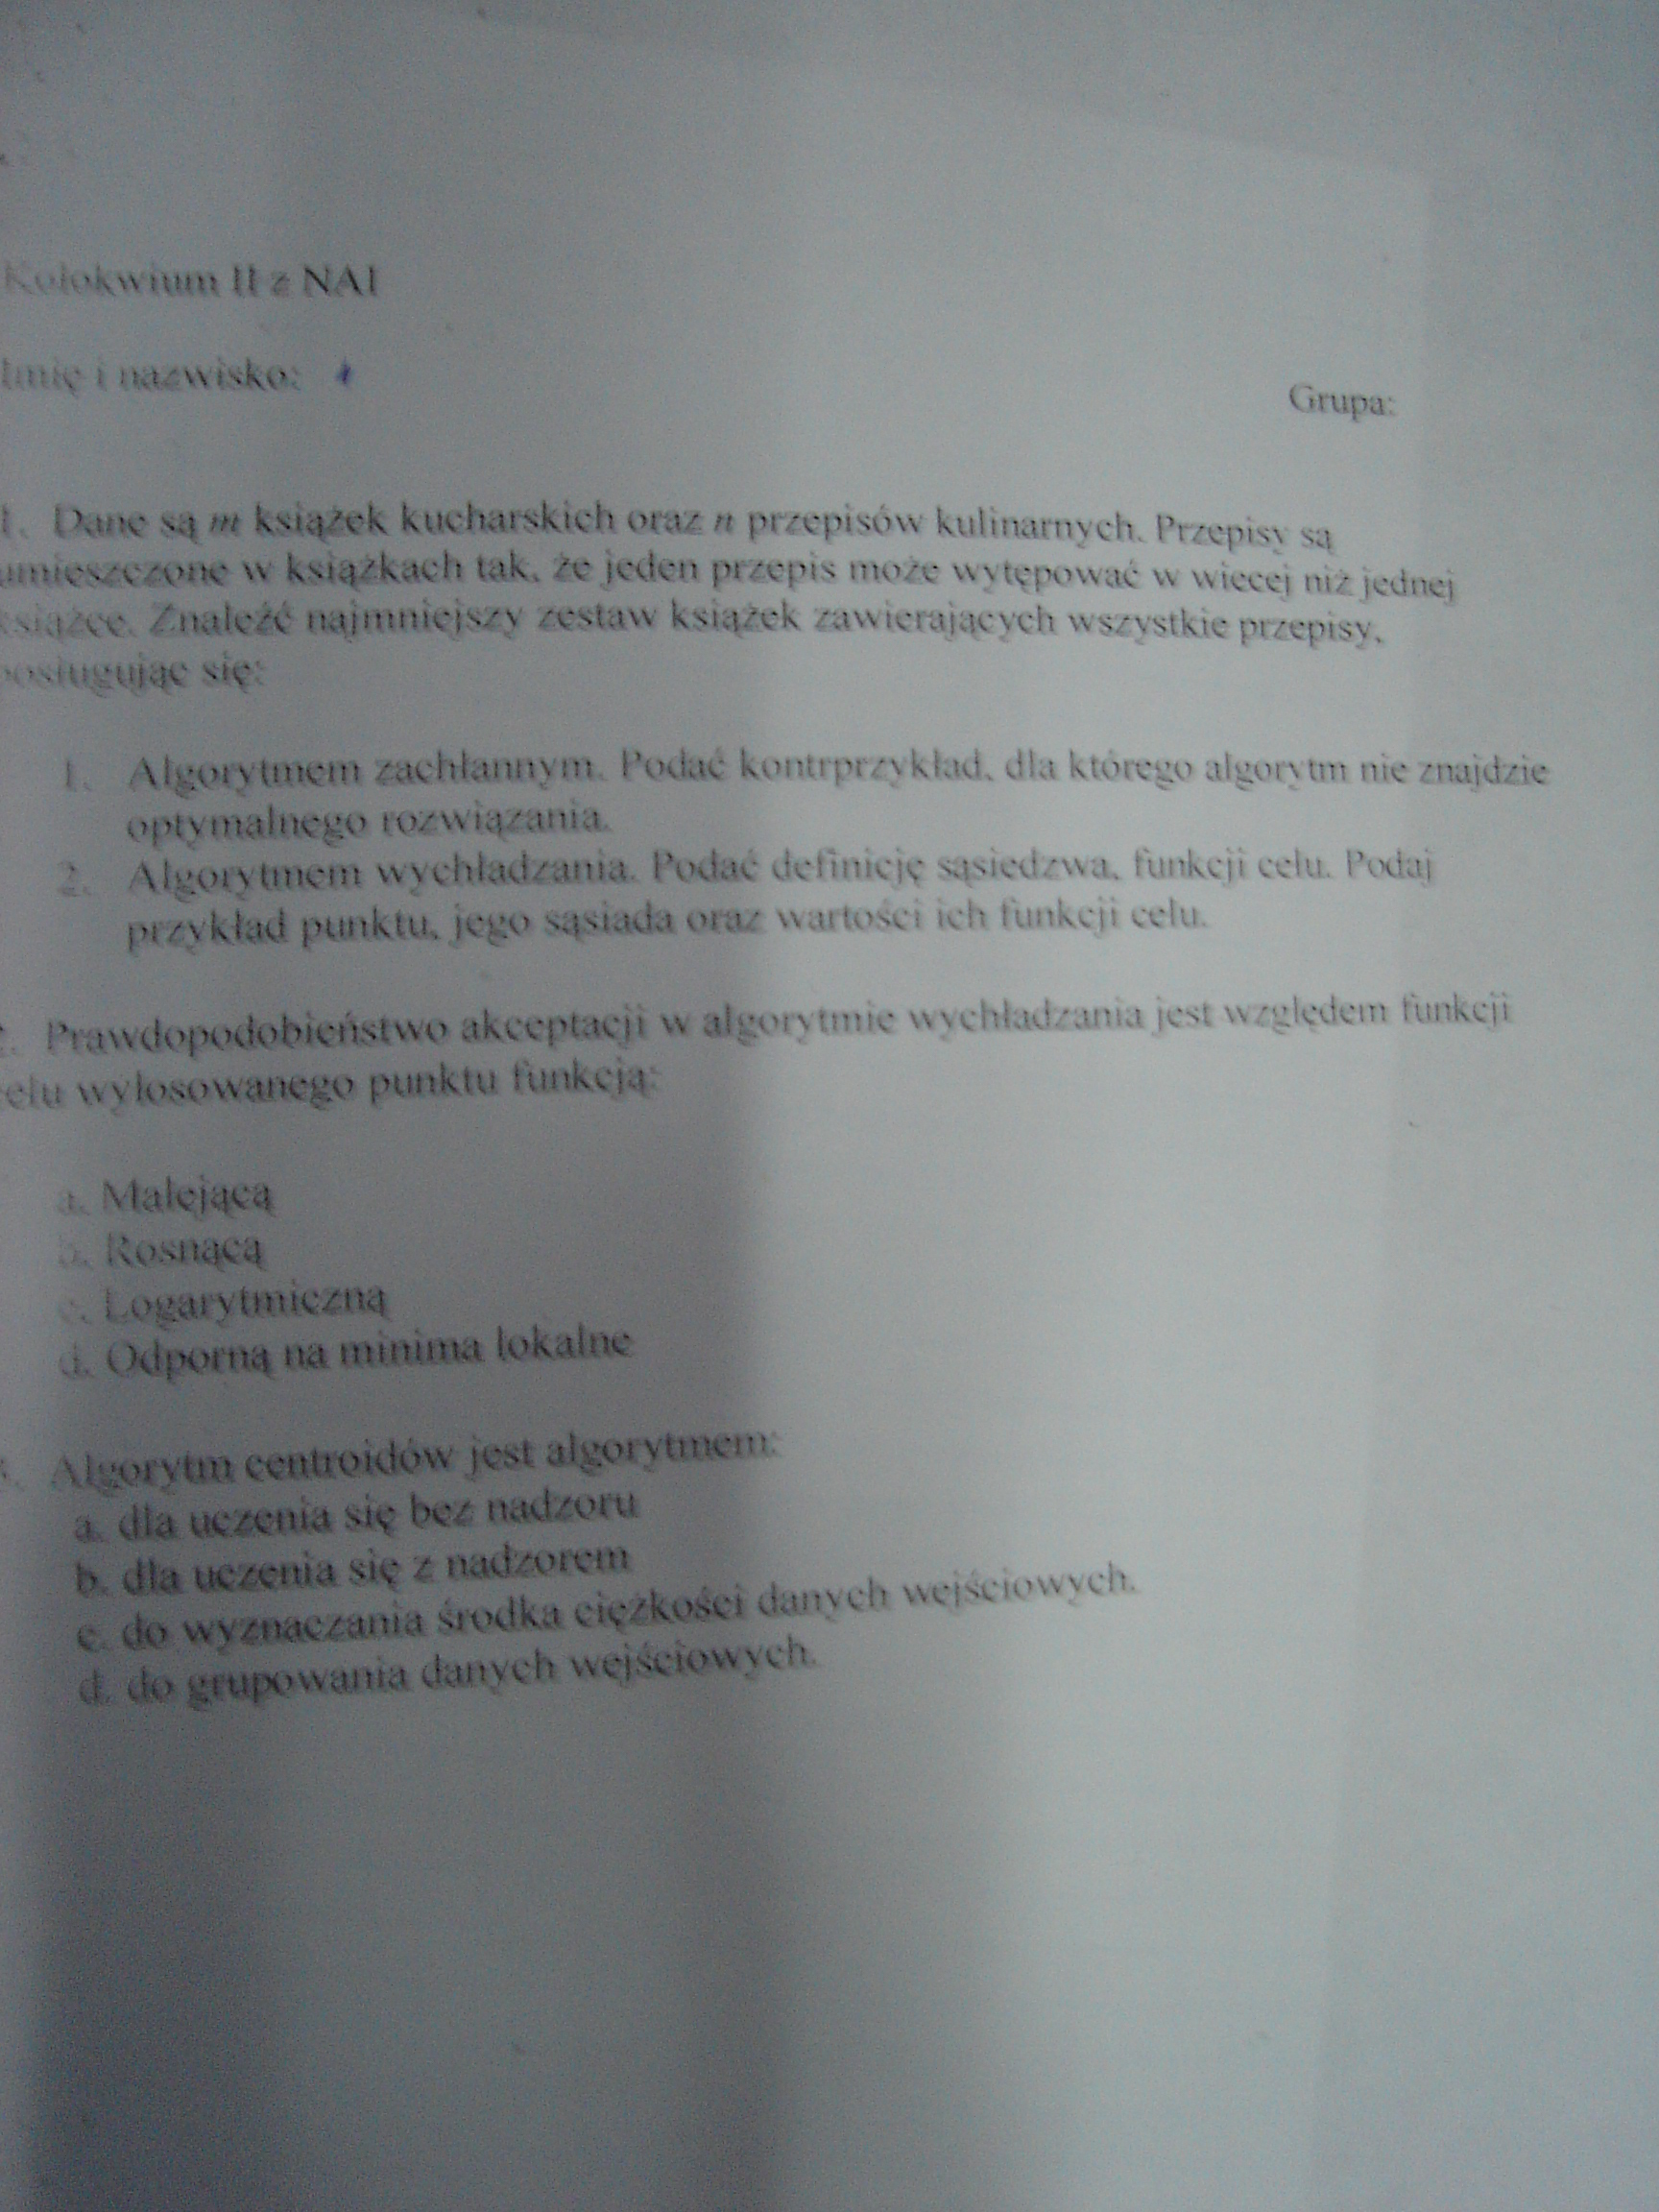 Kolokwium II z NAI
Imię i nazwisko:
Grupa:
1. Dane są m książek kucharskich oraz n przepisów kulinarnych. Przepisy są
umieszczone w książkach tak, że jeden przepis może wytępować w wiecej niż jednej
książce. Znaleźć najmniejszy zestaw książek zawierających wszystkie przepisy,
posługując się:
1. Algorytmem zachłannym. Podać kontrprzykład, dla którego algorytm nie znajdzie
optymalnego rozwiązania.
2. Algorytmem wychładzania. Podać definicję sąsiedzwa, funkcji celu. Podaj
przykład punktu, jego sąsiada oraz wartości ich funkcji celu.
2. Prawdopodobieństwo akceptacji w algorytmie wychładzania jest względem funkcji
celu wylosowanego punktu funkcją:
a. Malejącą
b. Rosnącą
c. Logarytmiczną
d. Odporną na minima lokalne
3. Algorytm centroidów jest algorytmem:
a. dla uczenia się bez nadzoru
b. dla uczenia się z nadzorem
c. do wyznaczania środka ciężkości danych wejściowych.
d. do grupowania danych wejściowych.